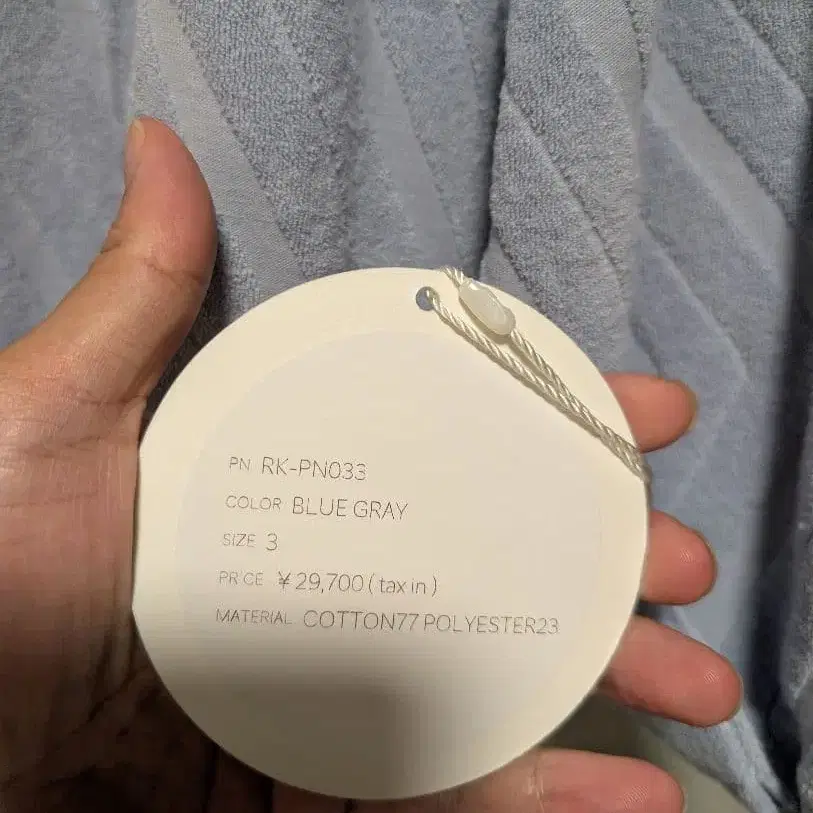 PN RK-PN033
COLOR BLUE GRAY
SIZE 3
PRICE ¥29,700 (tax in)
MATERIAL COTTON77 POLYESTER23